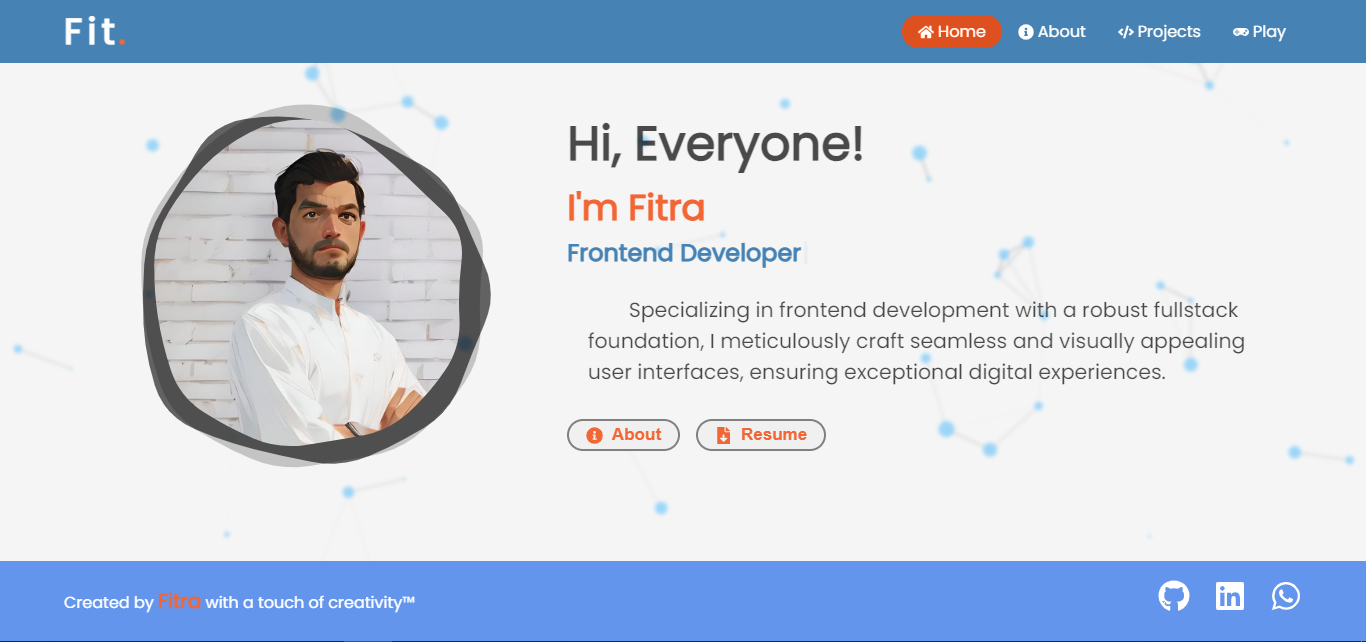 Fit.
Home About Projects Play
Hi, Everyone!
I'm Fitra
Frontend Developer
Specializing in frontend development with a robust fullstack
foundation, I meticulously craft seamless and visually appealing
user interfaces, ensuring exceptional digital experiences.
About Resume
Created by Fitra with a touch of creativity™